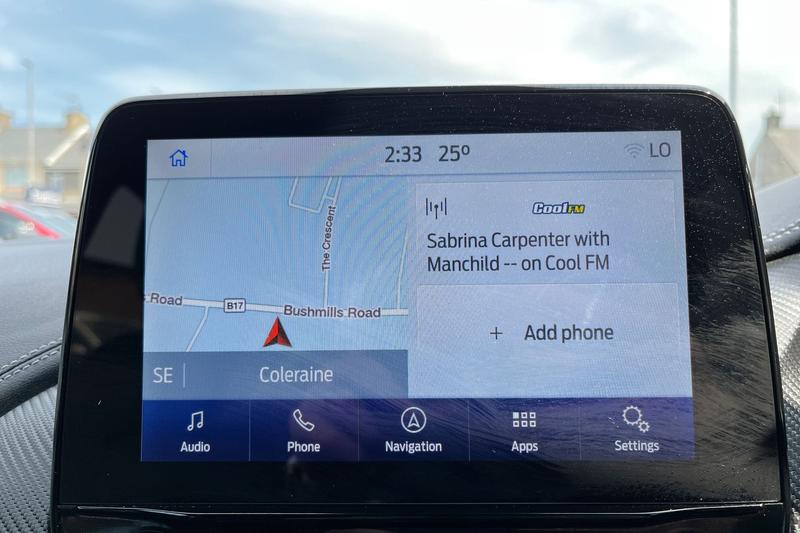 2:33 25º
LO
The Crescent
s Road
B17
Bushmills Road
SE
Coleraine
Cool FM
Sabrina Carpenter with
Manchild -- on Cool FM
+ Add phone
Audio
Phone
Navigation
Apps
Settings